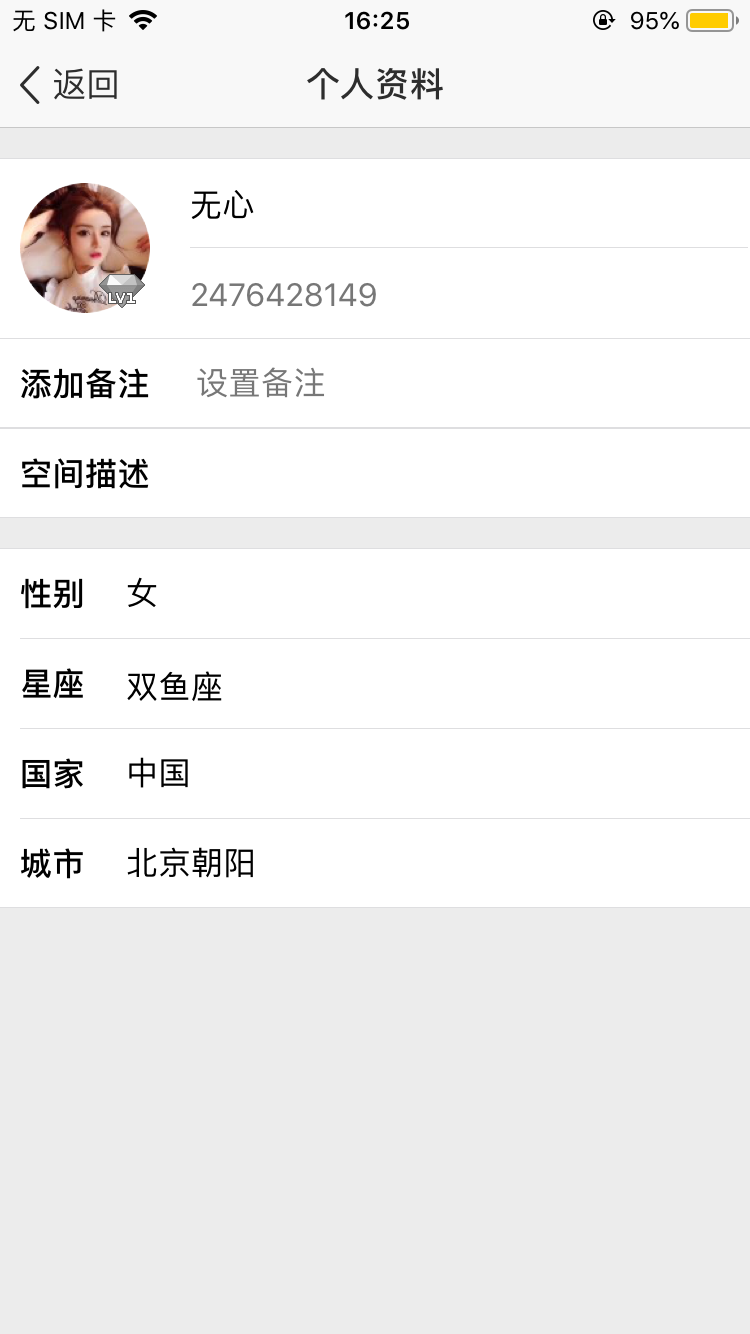 无 SIM 卡 16:25 95%
返回 个人资料
无心
LV1
2476428149
添加备注 设置备注
空间描述
性别 女
星座 双鱼座
国家 中国
城市 北京朝阳